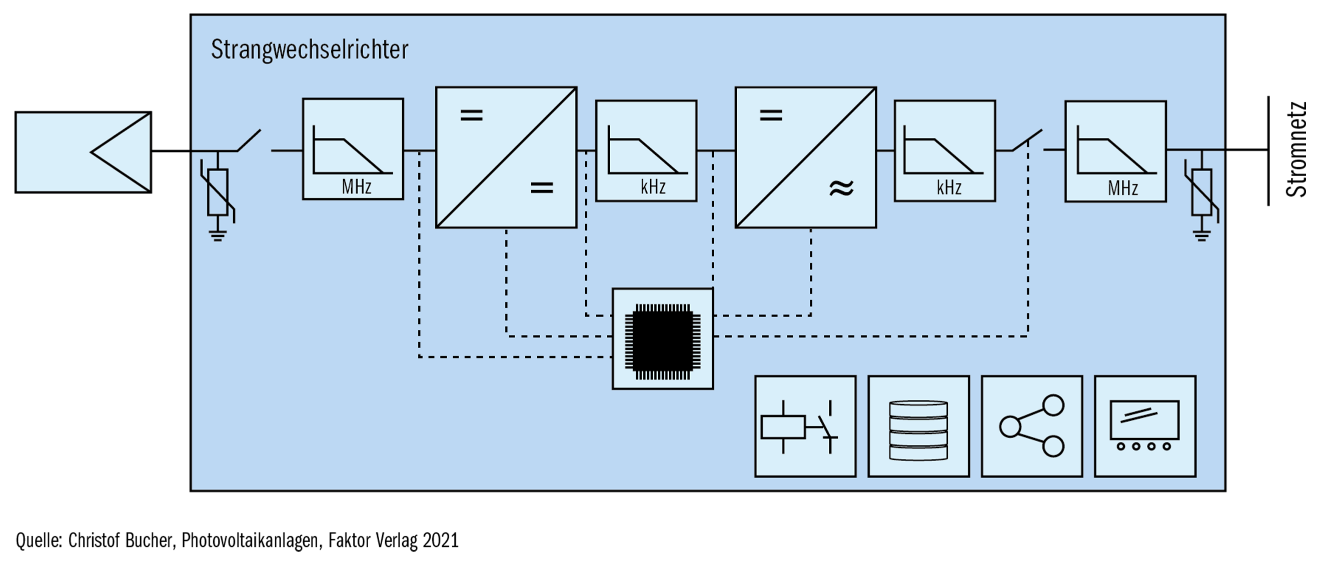 Strangwechselrichter
MHz
kHz
kHz
MHz
Stromnetz
Quelle: Christof Bucher, Photovoltaikanlagen, Faktor Verlag 2021